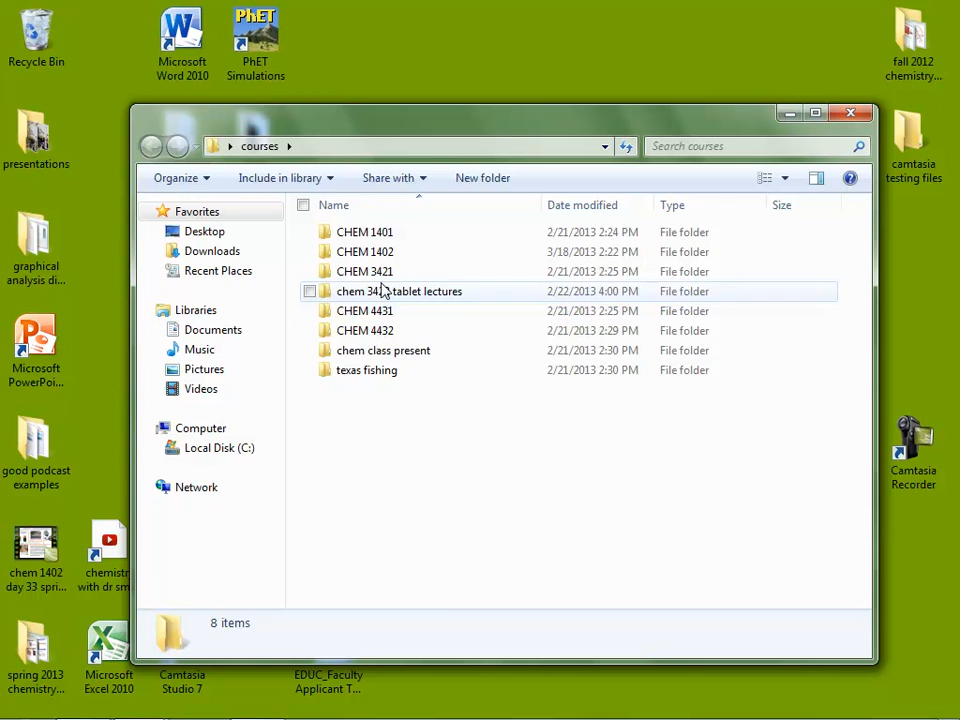 Recycle Bin
Microsoft
Word 2010
PhET
PhET
Simulations
fall 2012
chemistry...
presentations
camtasia
testing files
graphical
analysis di...
Microsoft
PowerPoi...
good podcast
examples
Camtasia
Recorder
chem 1402
day 33 spri...
chemistr
with dr sm
spring 2013
chemistry...
Microsoft
Excel 2010
Camtasia
Studio 7
EDUC_Faculty
Applicant T...
courses
Search courses
Organize
Include in library
Share with
New folder
Name Date modified Type Size
Favorites
Desktop
Downloads
Recent Places
Libraries
Documents
Music
Pictures
Videos
Computer
Local Disk (C:)
Network
CHEM 1401 2/21/2013 2:24 PM File folder
CHEM 1402 3/18/2013 2:22 PM File folder
CHEM 3421 2/21/2013 2:25 PM File folder
chem tablet lectures 2/22/2013 4:00 PM File folder
CHEM 4431 2/21/2013 2:25 PM File folder
CHEM 4432 2/21/2013 2:29 PM File folder
chem class present 2/21/2013 2:30 PM File folder
texas fishing 2/21/2013 2:30 PM File folder
8 items